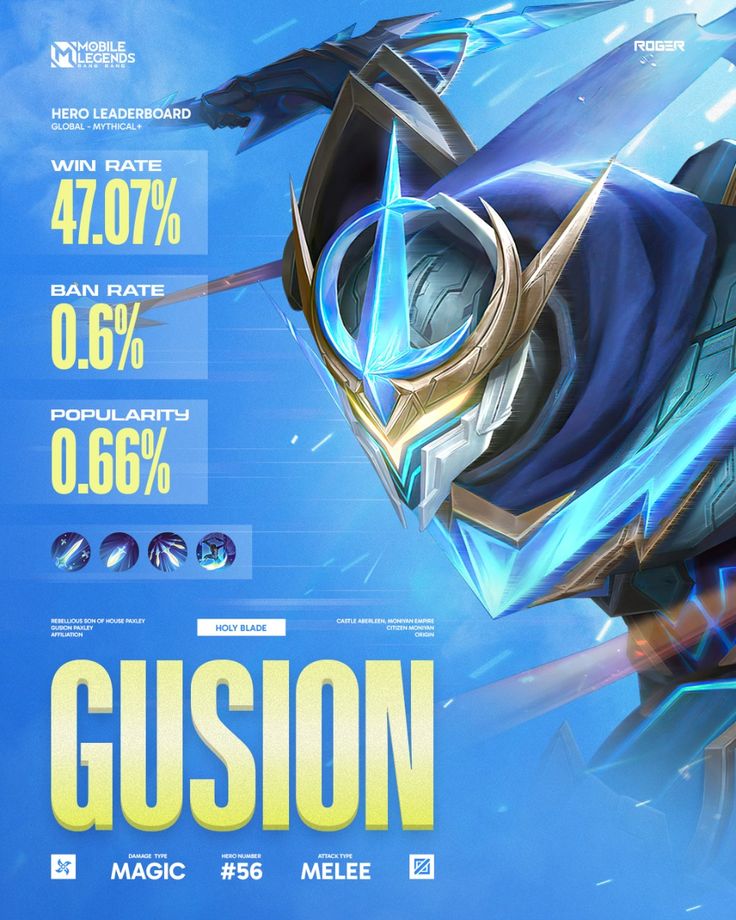 MOBILE
LEGENDS
BANG BANG
ROGER
HERO LEADERBOARD
GLOBAL - MYTHICAL+
WIN RATE
47.07%
BAN RATE
0.6%
POPULARITY
0.66%
REBELLIOUS SON OF HOUSE PAXLEY
GUSION PAXLEY
AFFILIATION
HOLY BLADE
CASTLE ABERLEEN, MONIYAN EMPIRE
CITIZEN MONIYAN
ORIGIN
GUSION
DAMAGE TYPE
MAGIC
HERO NUMBER
#56
ATTACK TYPE
MELEE